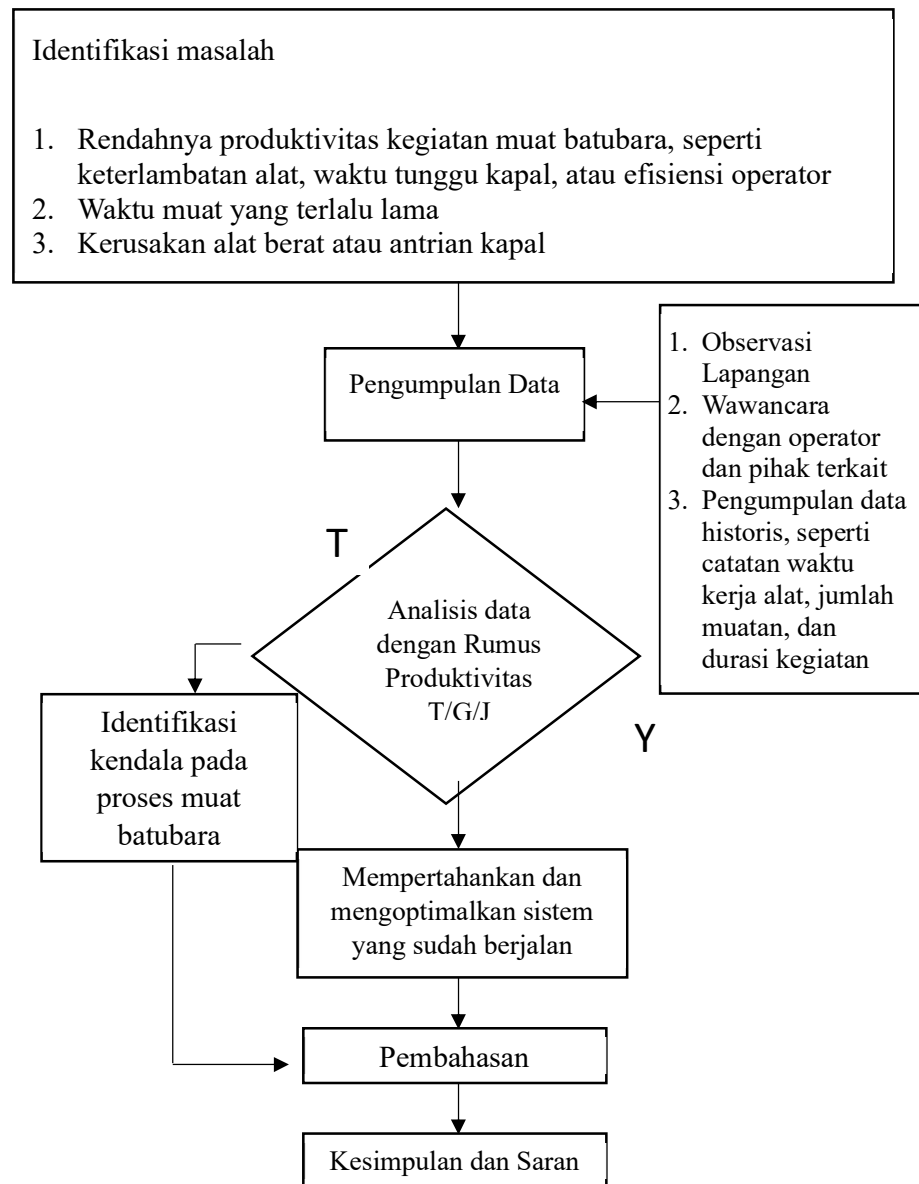 Identifikasi masalah
1. Rendahnya produktivitas kegiatan muat batubara, seperti
keterlambatan alat, waktu tunggu kapal, atau efisiensi operator
2. Waktu muat yang terlalu lama
3. Kerusakan alat berat atau antrian kapal
Pengumpulan Data
1. Observasi
Lapangan
2. Wawancara
dengan operator
dan pihak terkait
3. Pengumpulan data
historis, seperti
catatan waktu
kerja alat, jumlah
muatan, dan
durasi kegiatan
T
Analisis data
dengan Rumus
Produktivitas
T/G/J
Y
Identifikasi
kendala pada
proses muat
batubara
Mempertahankan dan
mengoptimalkan sistem
yang sudah berjalan
Pembahasan
Kesimpulan dan Saran